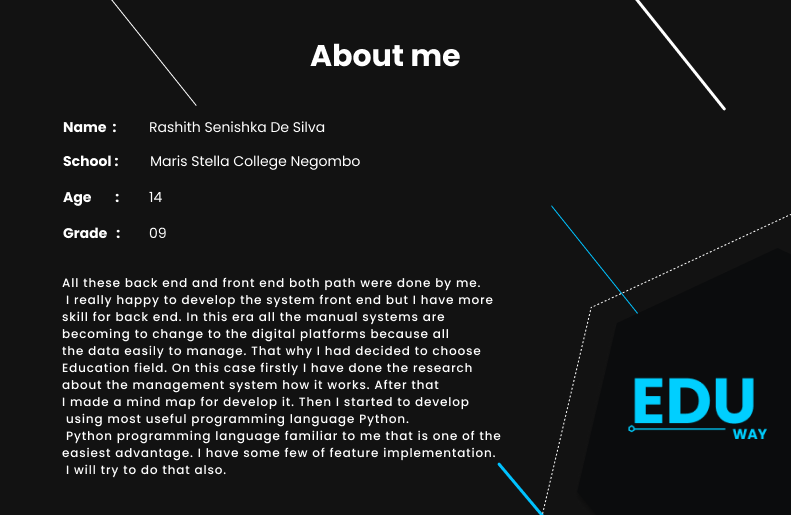 About me
Name : Rashith Senishka De Silva
School : Maris Stella College Negombo
Age : 14
Grade : 09
All these back end and front end both path were done by me.
I really happy to develop the system front end but I have more
skill for back end. In this era all the manual systems are
becoming to change to the digital platforms because all
the data easily to manage. That why I had decided to choose
Education field. On this case firstly I have done the research
about the management system how it works. After that
I made a mind map for develop it. Then I started to develop
using most useful programming language Python.
Python programming language familiar to me that is one of the
easiest advantage. I have some few of feature implementation.
I will try to do that also.
EDU
WAY